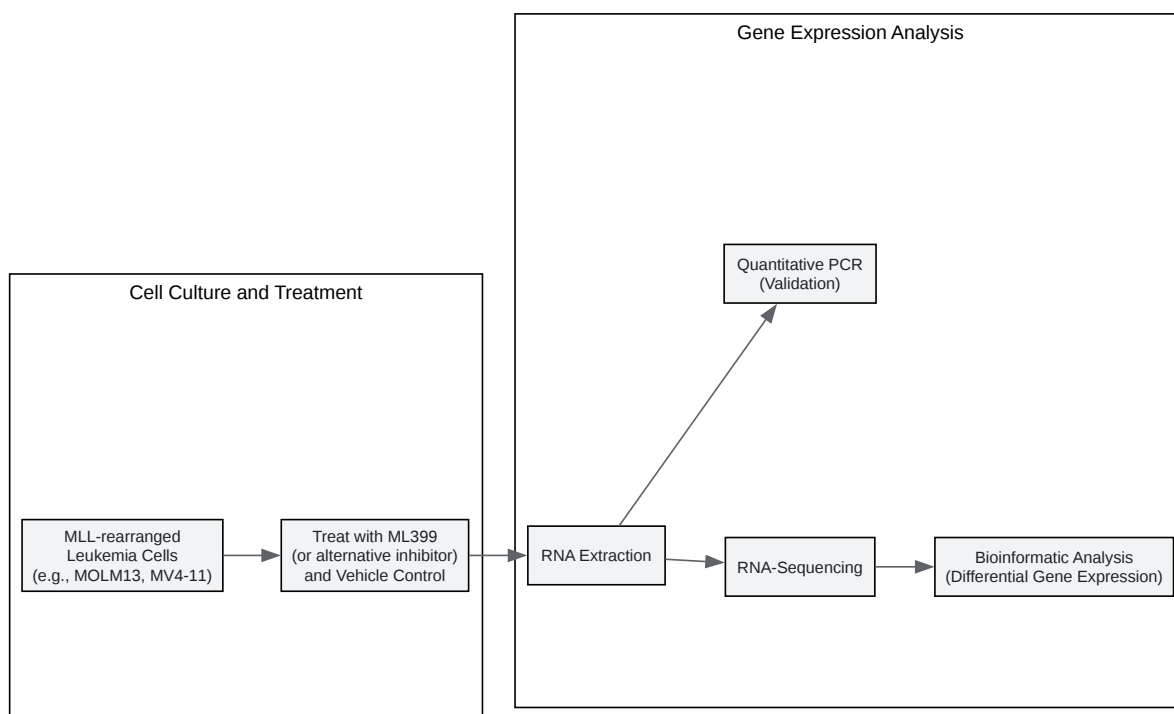 Gene Expression Analysis
Cell Culture and Treatment
Quantitative PCR
(Validation)
MLL-rearranged
Leukemia Cells
(e.g., MOLM13, MV4-11)
Treat with ML399
(or alternative inhibitor)
and Vehicle Control
RNA Extraction
RNA-Sequencing
Bioinformatic Analysis
(Differential Gene Expression)